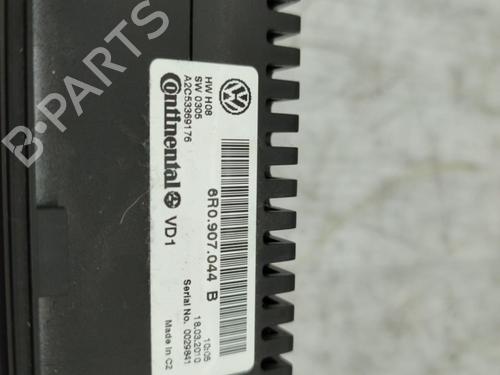 HW H08
SW 0305
A2C53369176
Continental VD1
6R0.907.044 B
10:05
18.03.2010
Serial No. 0029841
Made in CZ
B-PARTS